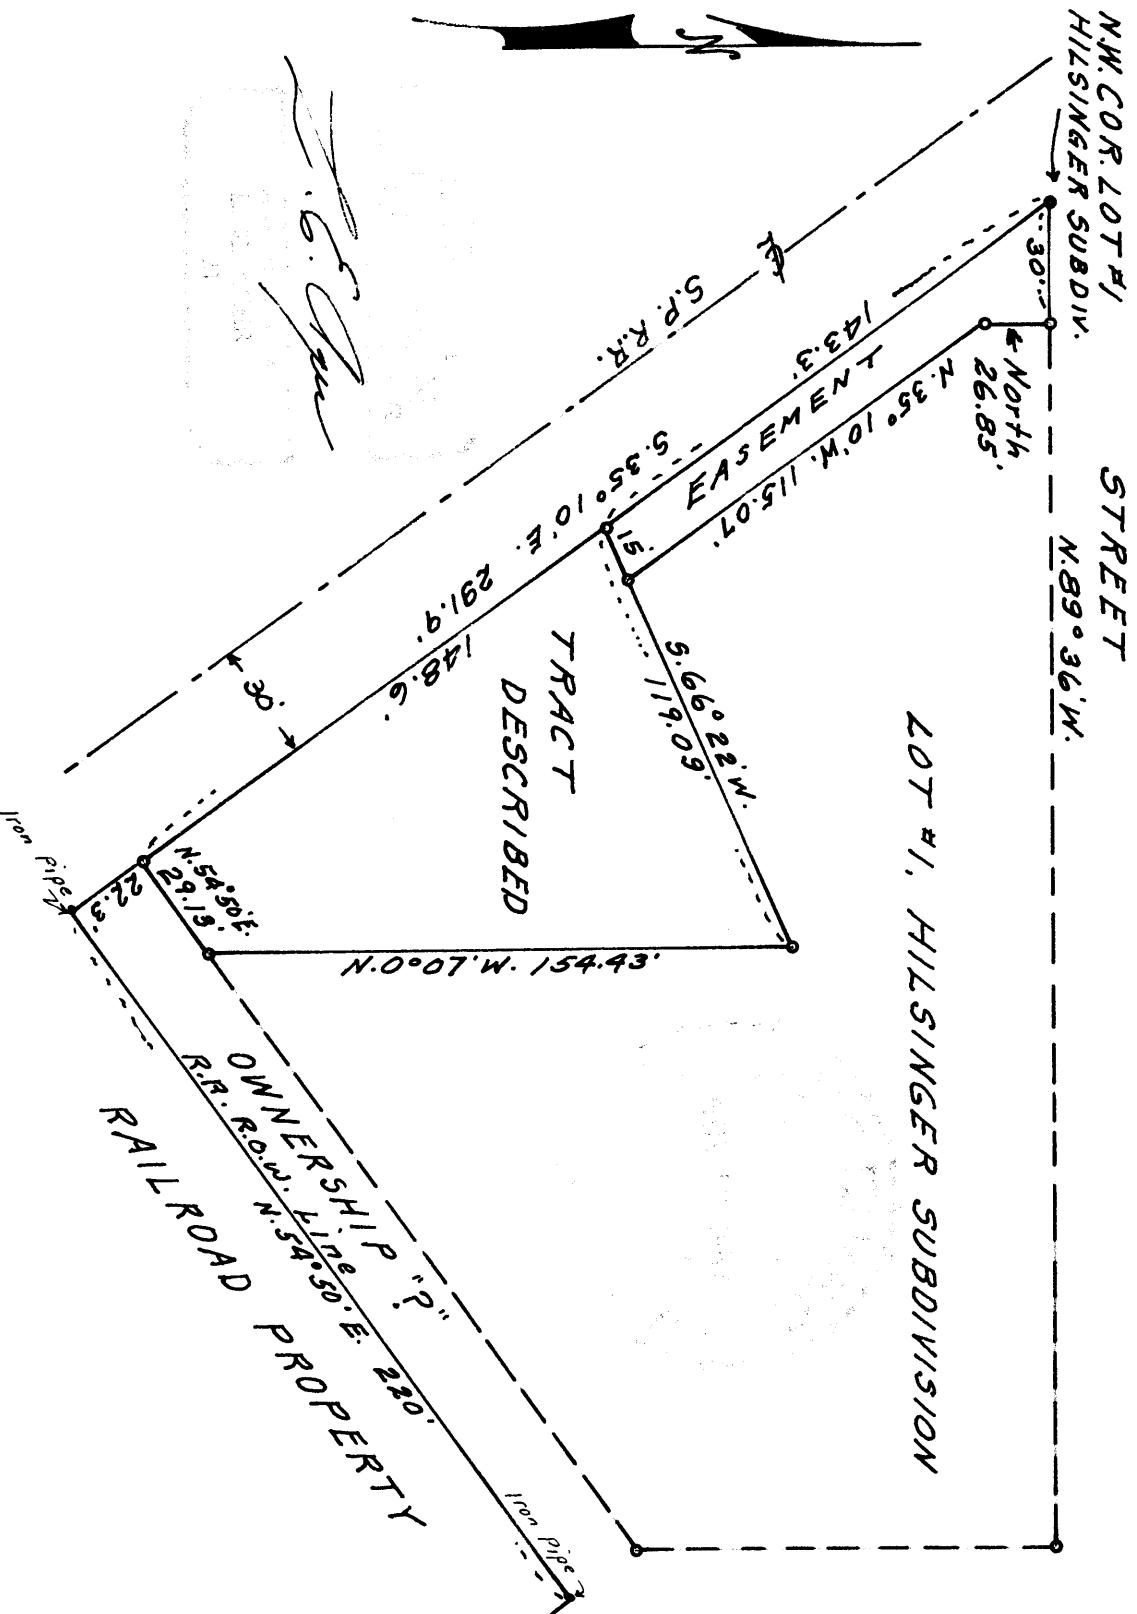 N.W. COR. LOT #1,
HILSINGER SUBDIV.
STREET
N. 89° 36' W.
30'
← North
26.85'
N
143.3'
EASEMENT
N. 35° 10' W. 115.07'
S.P.R.R.
S. 35° 10' E. 291.9'
15'
S. 66° 22' W.
119.09'
LOT #1, HILSINGER SUBDIVISION
TRACT
DESCRIBED
148.6'
30'
N. 54° 50' E.
29.13'
22.3'
Iron Pipe
N. 0° 07' W. 154.43'
OWNERSHIP "?"
R.R. R.O.W. Line
N. 54° 50' E. 220'
RAILROAD PROPERTY
Iron Pipe